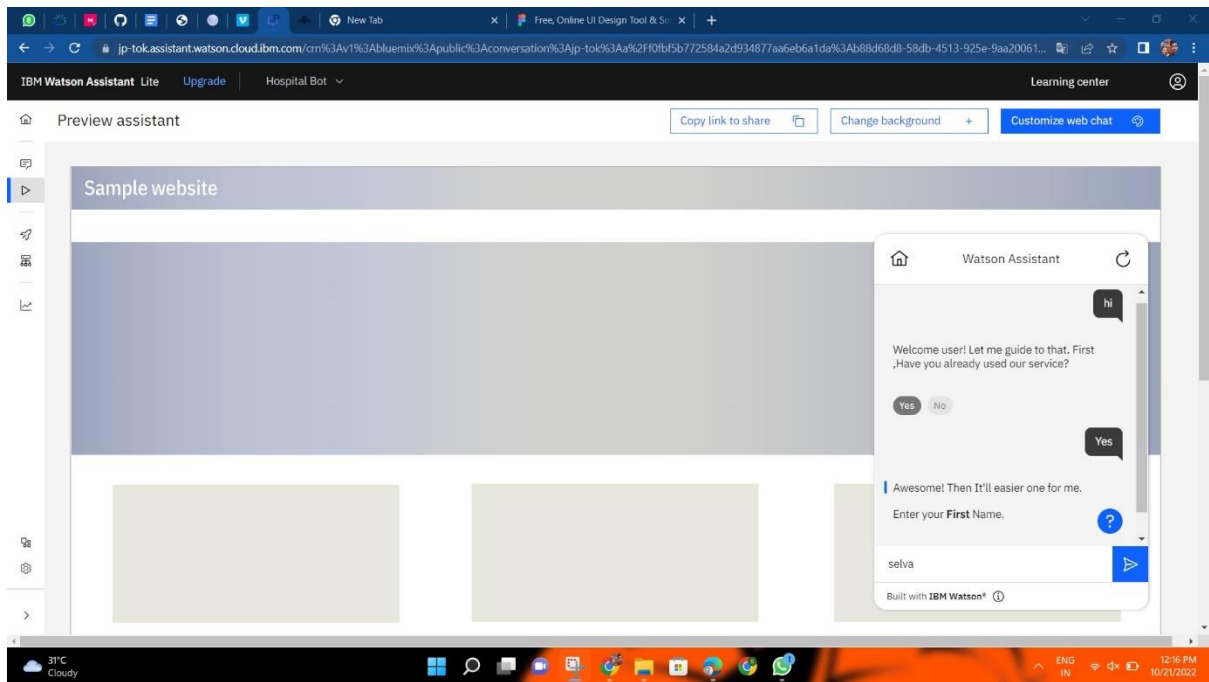 New Tab
Free, Online UI Design Tool & So
jp-tok.assistant.watson.cloud.ibm.com/crn%3Av1%3Abluemix%3Apublic%3Aconversation%3Ajp-tok%3Aa%2Ff0fbf5b772584a2d934877aa6eb6a1da%3Ab88d68d8-58db-4513-925e-9aa20061...
IBM Watson Assistant Lite Upgrade Hospital Bot Learning center
Preview assistant Copy link to share Change background + Customize web chat
Sample website
Watson Assistant
hi
Welcome user! Let me guide to that. First
,Have you already used our service?
Yes No
Yes
Awesome! Then It'll easier one for me.
Enter your First Name.
?
selva
Built with IBM Watson®
31°C
Cloudy
ENG
IN
12:16 PM
10/21/2022